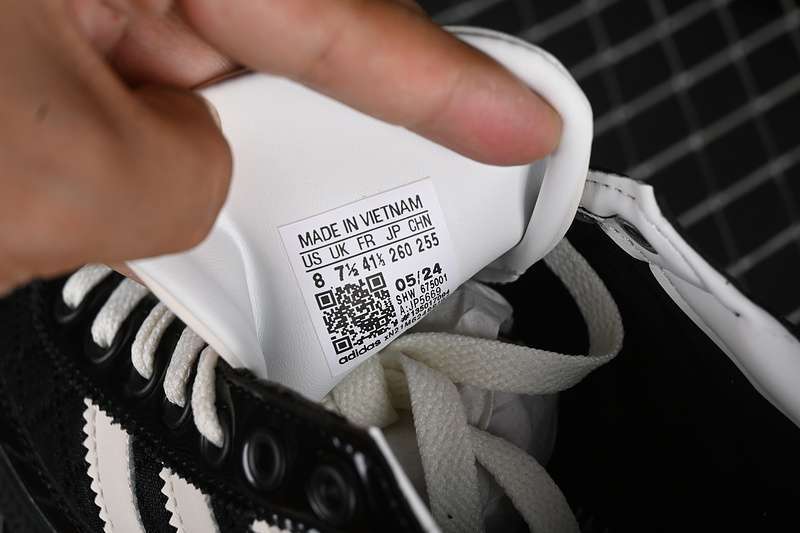 MADE IN VIETNAM
US UK FR JP CHN
8 7½ 41⅓ 260 255
05/24
SHW 675001
A:JP5669
adidas